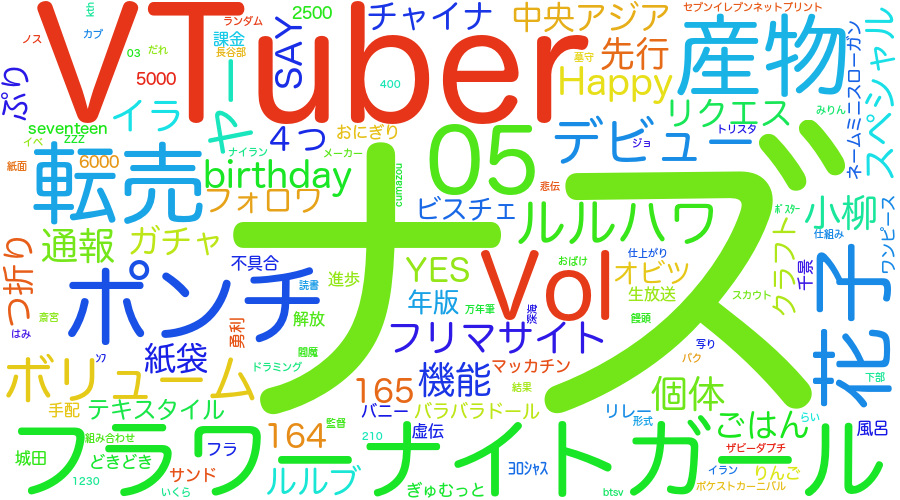 VTuber
ナズ
05
Vol
転売
産物
花子
ポンチ
フラワーナイトガール
ボリューム
デビュー
ルルハワ
中央アジア
先行
Happy
チャイナ
SAY
2500
課金
ランダム
長谷部
セブンイレブンネットプリント
墓守
400
リクエス
みりん
ネームミニスローガン
スペシャル
ノス
カブ
03
だれ
5000
ぷり
イラ
ヤー
4つ
おにぎり
seventeen
zzz
イベ
6000
紙面
ナイラン
メーカー
birthday
フォロワ
cumazou
悲伝
トリスタ
ジョ
ビスチェ
ポスター
小柳
仕組み
ワンピース
通報
ガチャ
不具合
読書
進歩
YES
年版
万年筆
おばけ
仕上がり
オビツ
生放送
深海
饅頭
スカウト
クラフト
千景
つ折り
はみ
斎宮
勇利
解放
閻魔
フリマサイト
写り
パク
紙袋
ドラミング
165
機能
マッカチン
結果
個体
下部
手配
テキスタイル
バニー
バラバラドール
リレー
形式
ごはん
らい
風呂
組み合わせ
城田
どきどき
フラ
164
監督
210
虚伝
サンド
ルルブ
1230
いくら
ぎゅむっと
ヨロシャス
btsv
ザビーダプチ
イラン
りんご
ポケストカーニバル